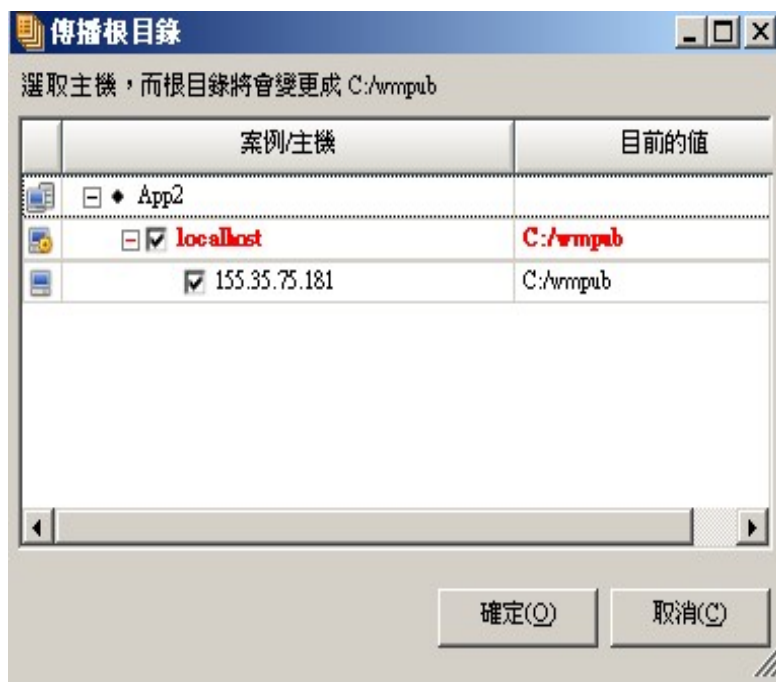 傳播根目錄
選取主機，而根目錄將會變更成 C:/wmpub
案例/主機 目前的值
App2
localhost C:/wmpub
155.35.75.181 C:/wmpub
確定(O) 取消(C)